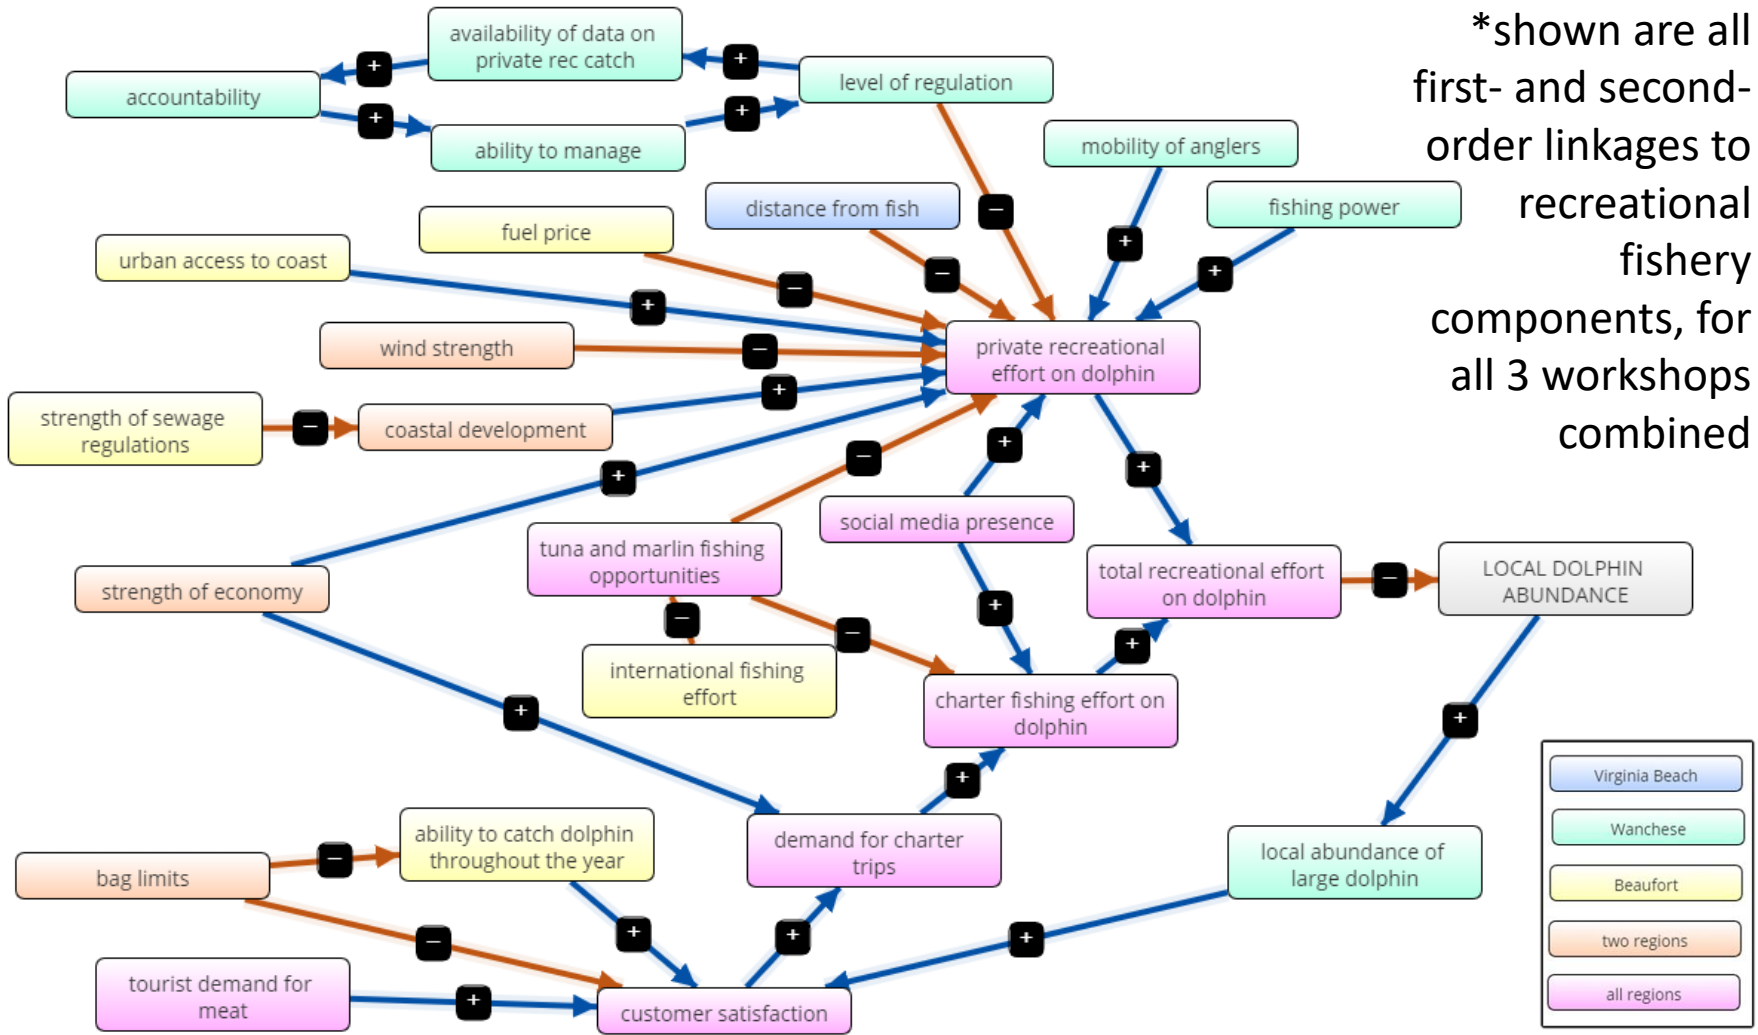 *shown are all
first- and second-
order linkages to
recreational
fishery
components, for
all 3 workshops
combined
availability of data on
private rec catch
+
+
level of regulation
accountability
+
+
ability to manage
mobility of anglers
−
distance from fish
fishing power
fuel price
+
urban access to coast
−
−
+
+
wind strength
−
private recreational
effort on dolphin
+
strength of sewage
regulations
−
coastal development
+
−
+
+
social media presence
tuna and marlin fishing
opportunities
total recreational effort
on dolphin
−
LOCAL DOLPHIN
ABUNDANCE
strength of economy
−
+
−
+
international fishing
effort
charter fishing effort on
dolphin
+
+
+
Virginia Beach
ability to catch dolphin
throughout the year
demand for charter
trips
Wanchese
−
bag limits
local abundance of
large dolphin
Beaufort
−
+
+
+
two regions
tourist demand for
meat
+
customer satisfaction
all regions